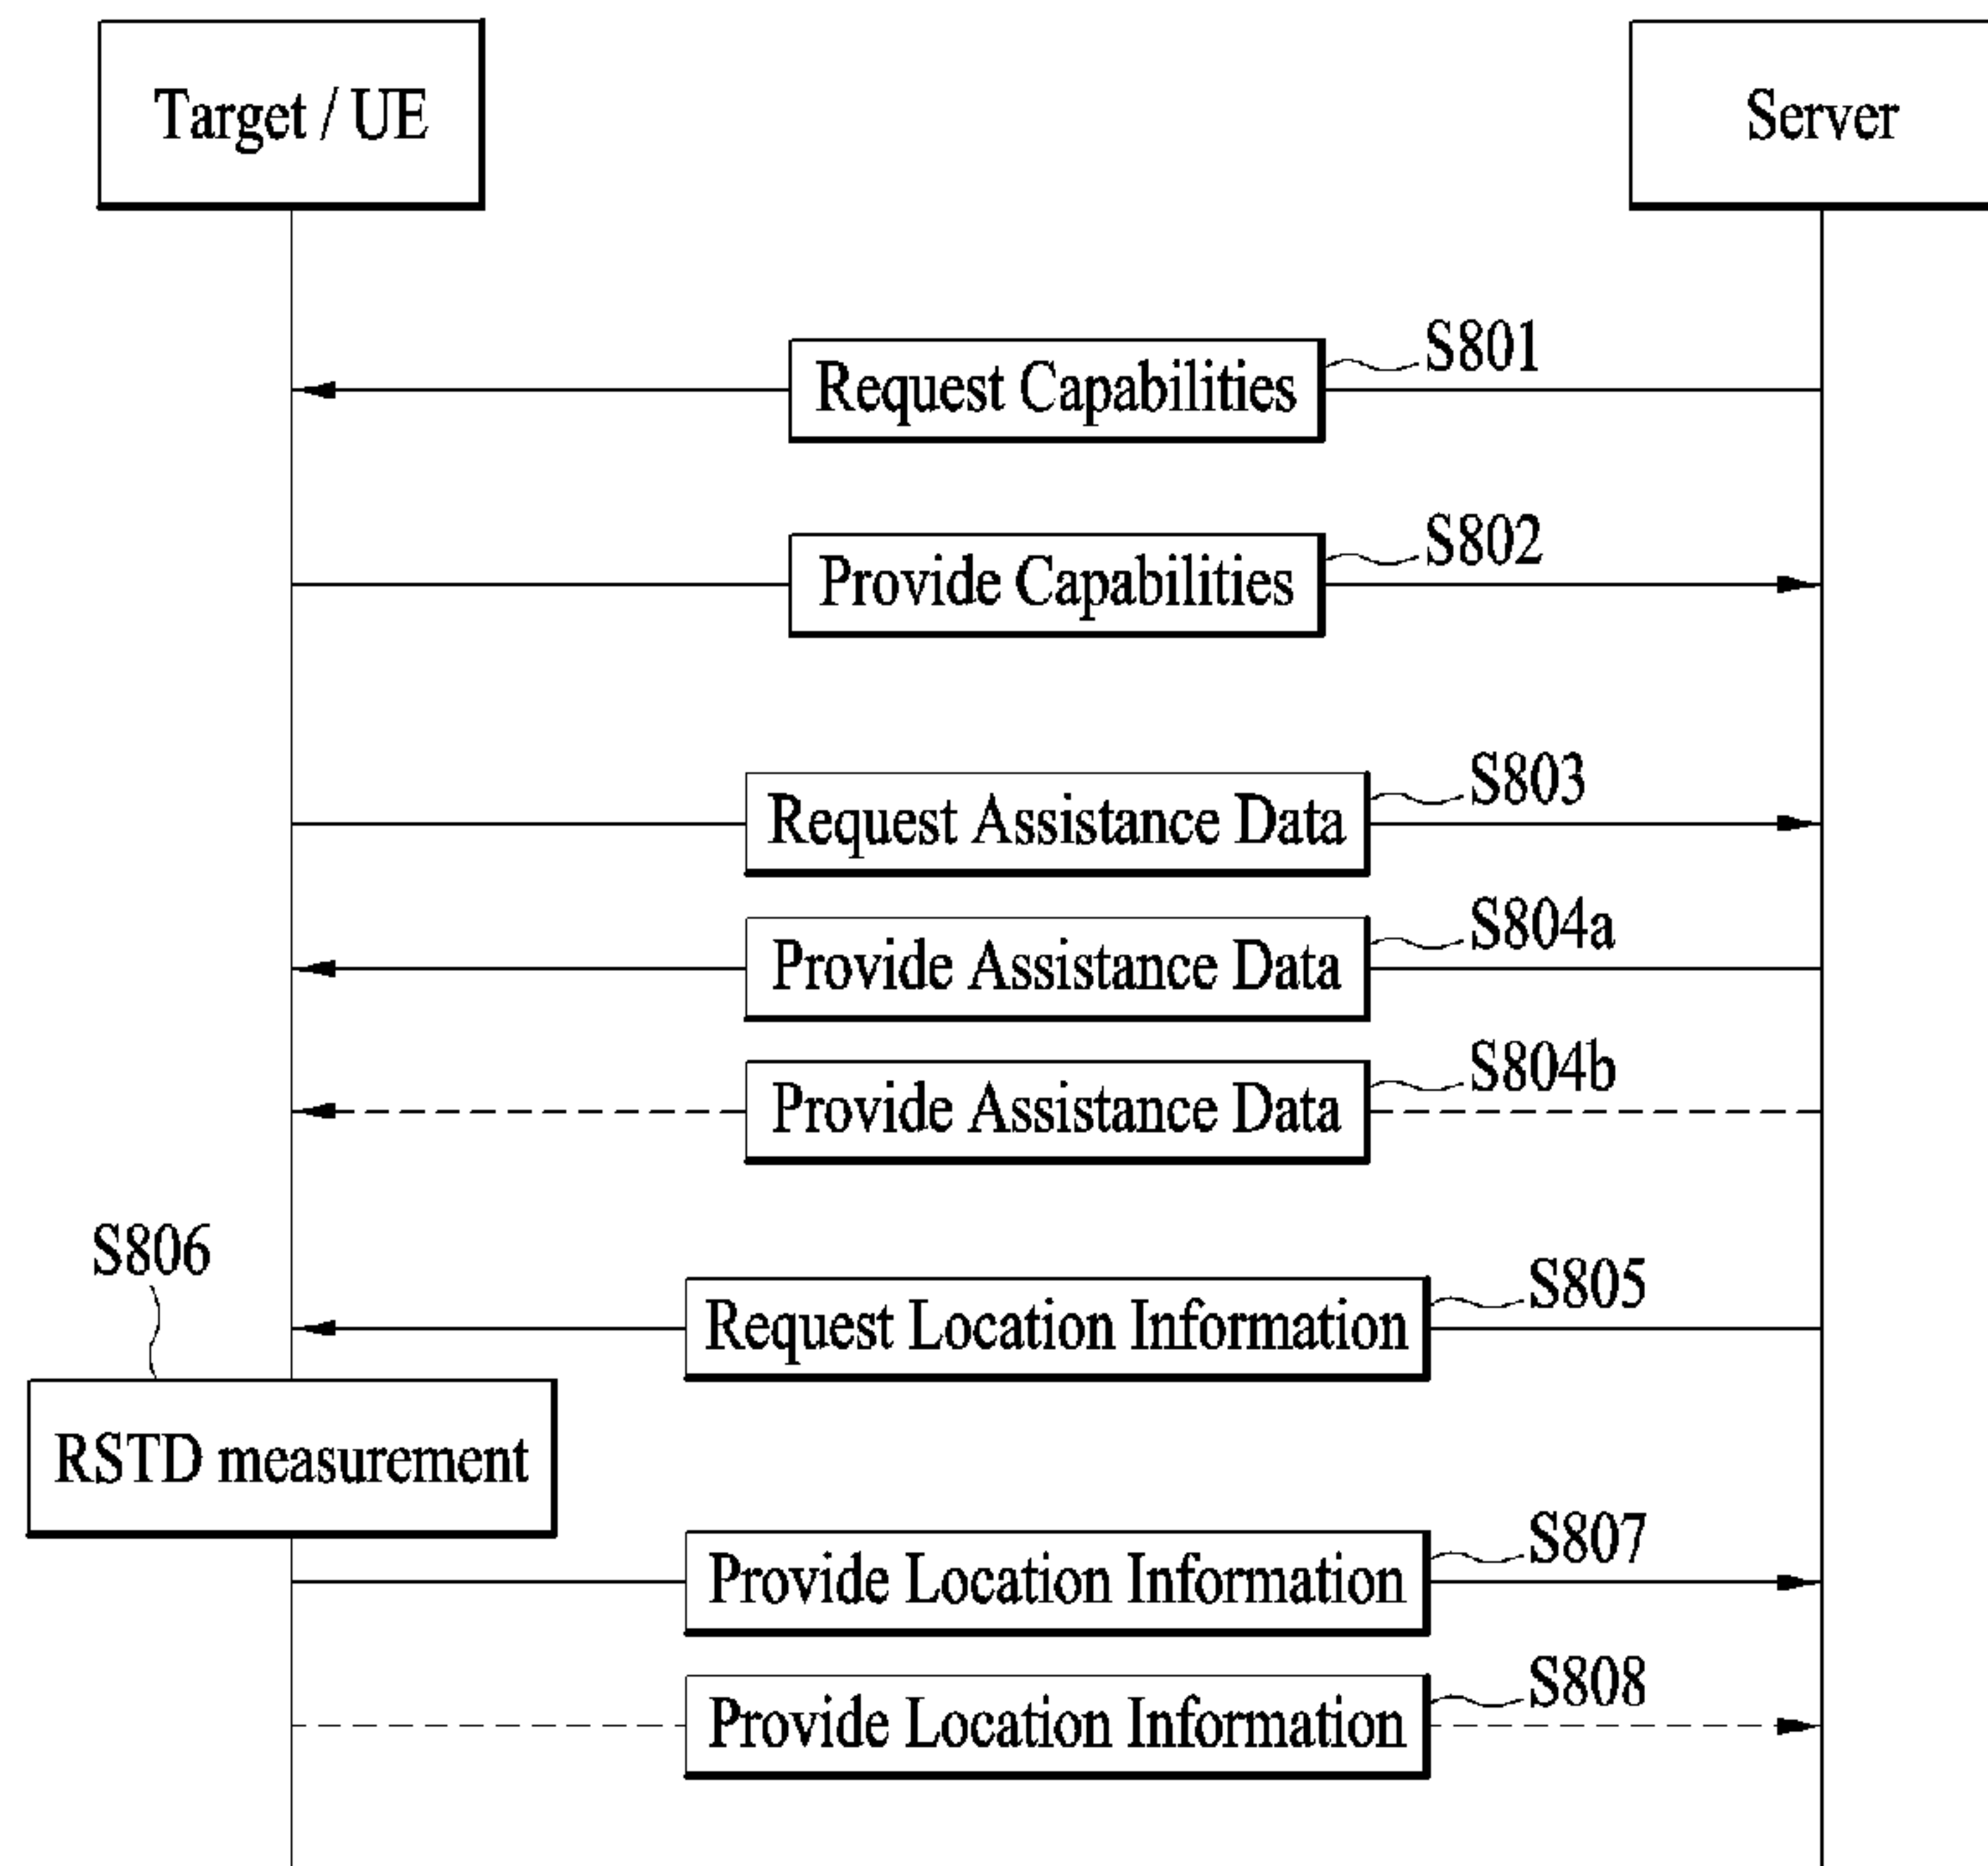 Target / UE
Server
S801
Request Capabilities
S802
Provide Capabilities
S803
Request Assistance Data
S804a
Provide Assistance Data
S804b
Provide Assistance Data
S805
Request Location Information
S806
RSTD measurement
S807
Provide Location Information
S808
Provide Location Information